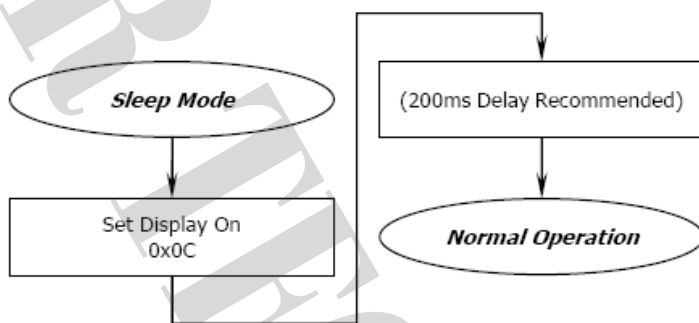 Sleep Mode
Set Display On
0x0C
(200ms Delay Recommended)
Normal Operation